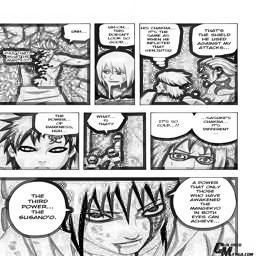 UGH...
UH-OH...
THIS
DOESN'T
LOOK SO
GOOD...
HIS CHAKRA...
IT'S THE
SAME AS
WHEN HE
INFLICTED
THAT
GENJUTSU
THAT'S
THE SHIELD
HE USED
AGAINST
MY
ATTACKS...
THE
POWER...
OF
DARKNESS,
HUH...
WHAT...
IS
THAT?
IT'S SO
COLD...!!
...SASUKE'S
CHAKRA...
IT'S
DIFFERENT
...
THE
THIRD
POWER...
THE
SUSANO'O.
A POWER
THAT ONLY
THOSE
WHO HAVE
AWAKENED
THE
MANGEKYO
IN BOTH
EYES CAN
ACHIEVE...